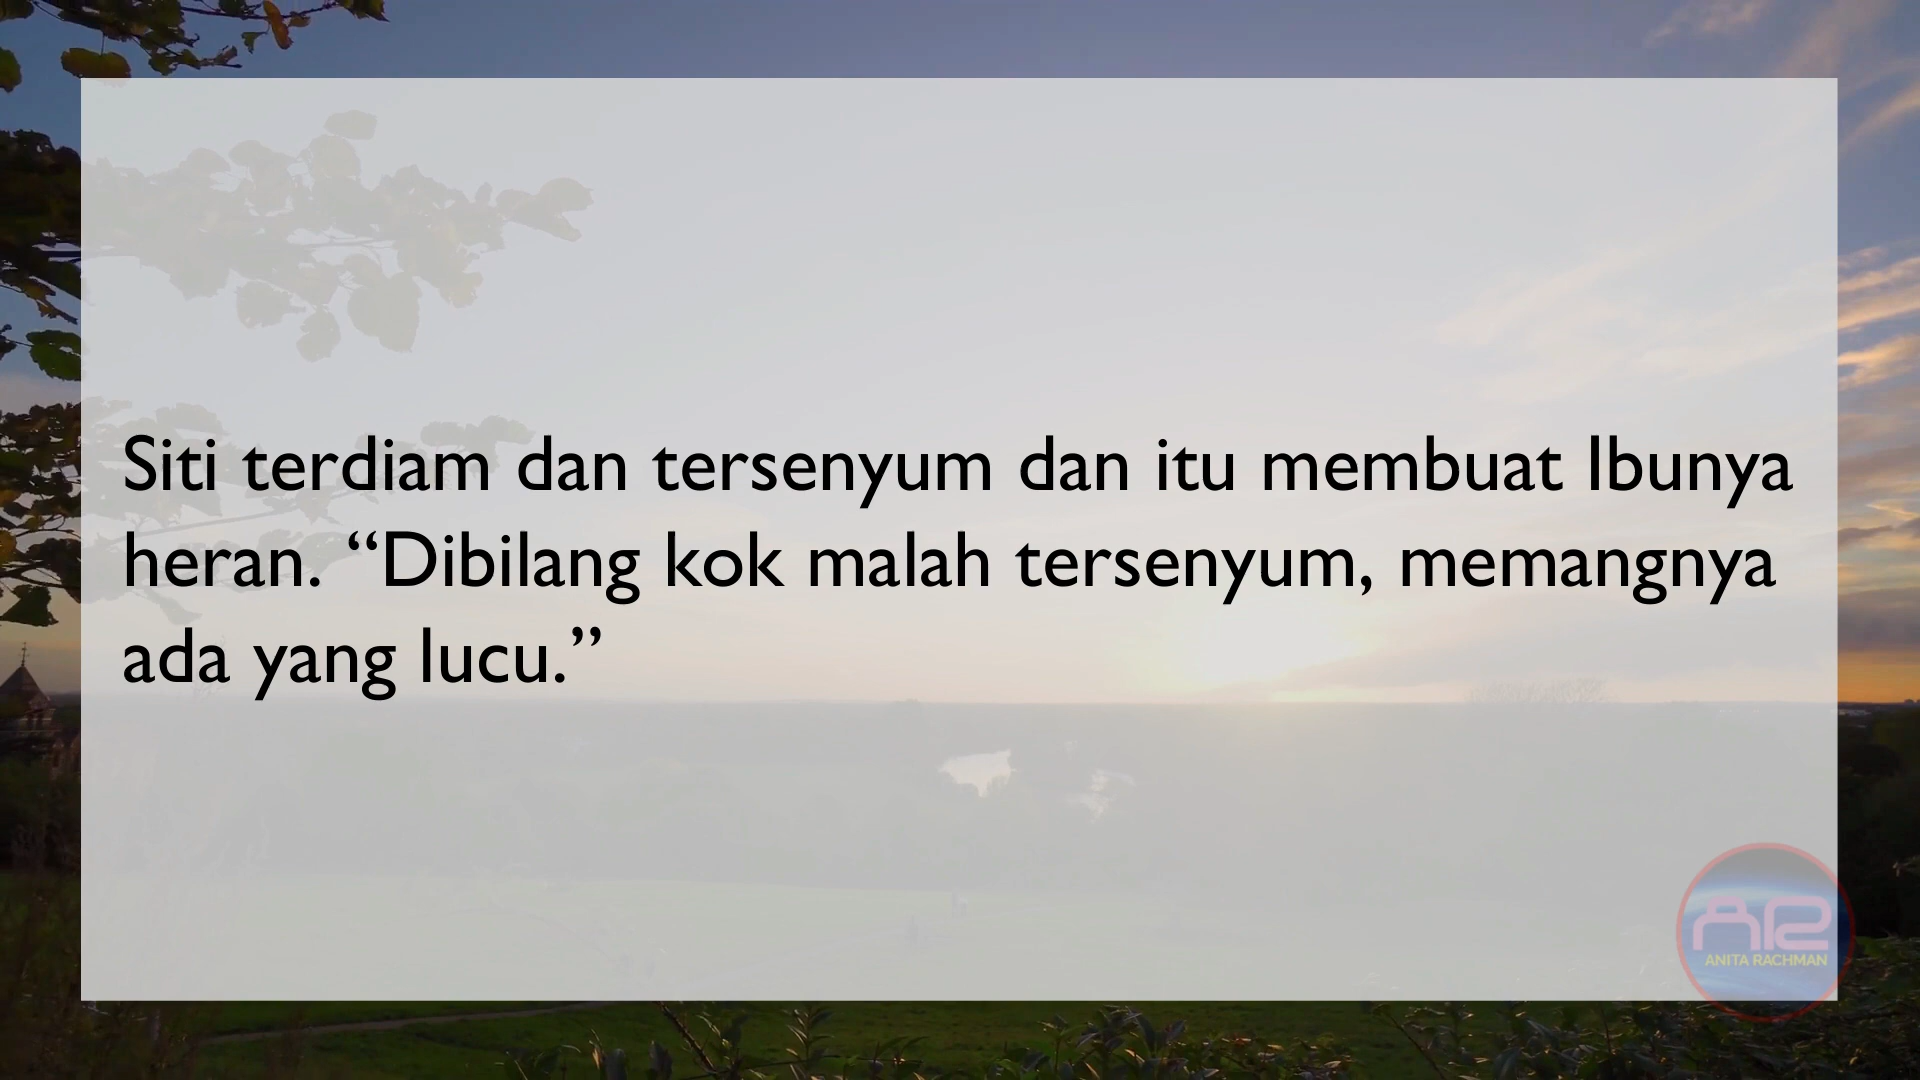 Siti terdiam dan tersenyum dan itu membuat Ibunya
heran. “Dibilang kok malah tersenyum, memangnya
ada yang lucu.”
AR
ANITA RACHMAN